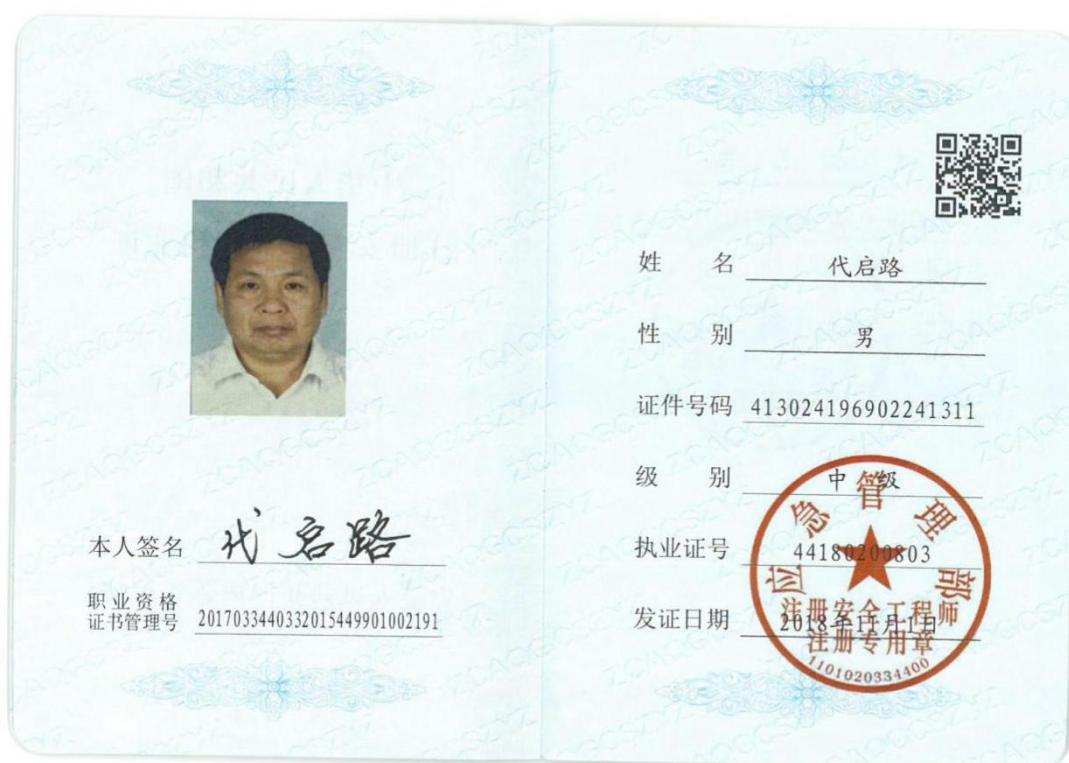 本人签名 代启路
职业资格
证书管理号 2017033440332015449901002191
姓 名 代启路
性 别 男
证件号码 413024196902241311
级 别 中 级
执业证号 44180200803
发证日期 2018年11月1日
应急管理部
注册安全工程师
注册专用章
1101020334400
ZCAQGCSZ